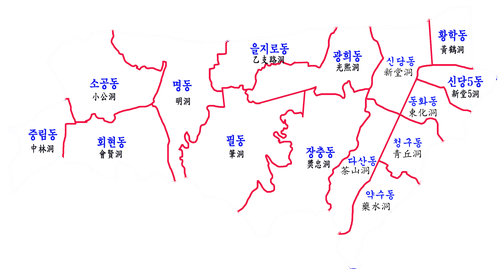 황학동
黃鶴洞
을지로동
乙支路洞
광희동
光熙洞
신당동
新堂洞
소공동
小公洞
명동
明洞
신당5동
新堂5洞
동화동
東化洞
중림동
中林洞
회현동
會賢洞
필동
筆洞
장충동
奬忠洞
다산동
茶山洞
청구동
靑丘洞
약수동
藥水洞